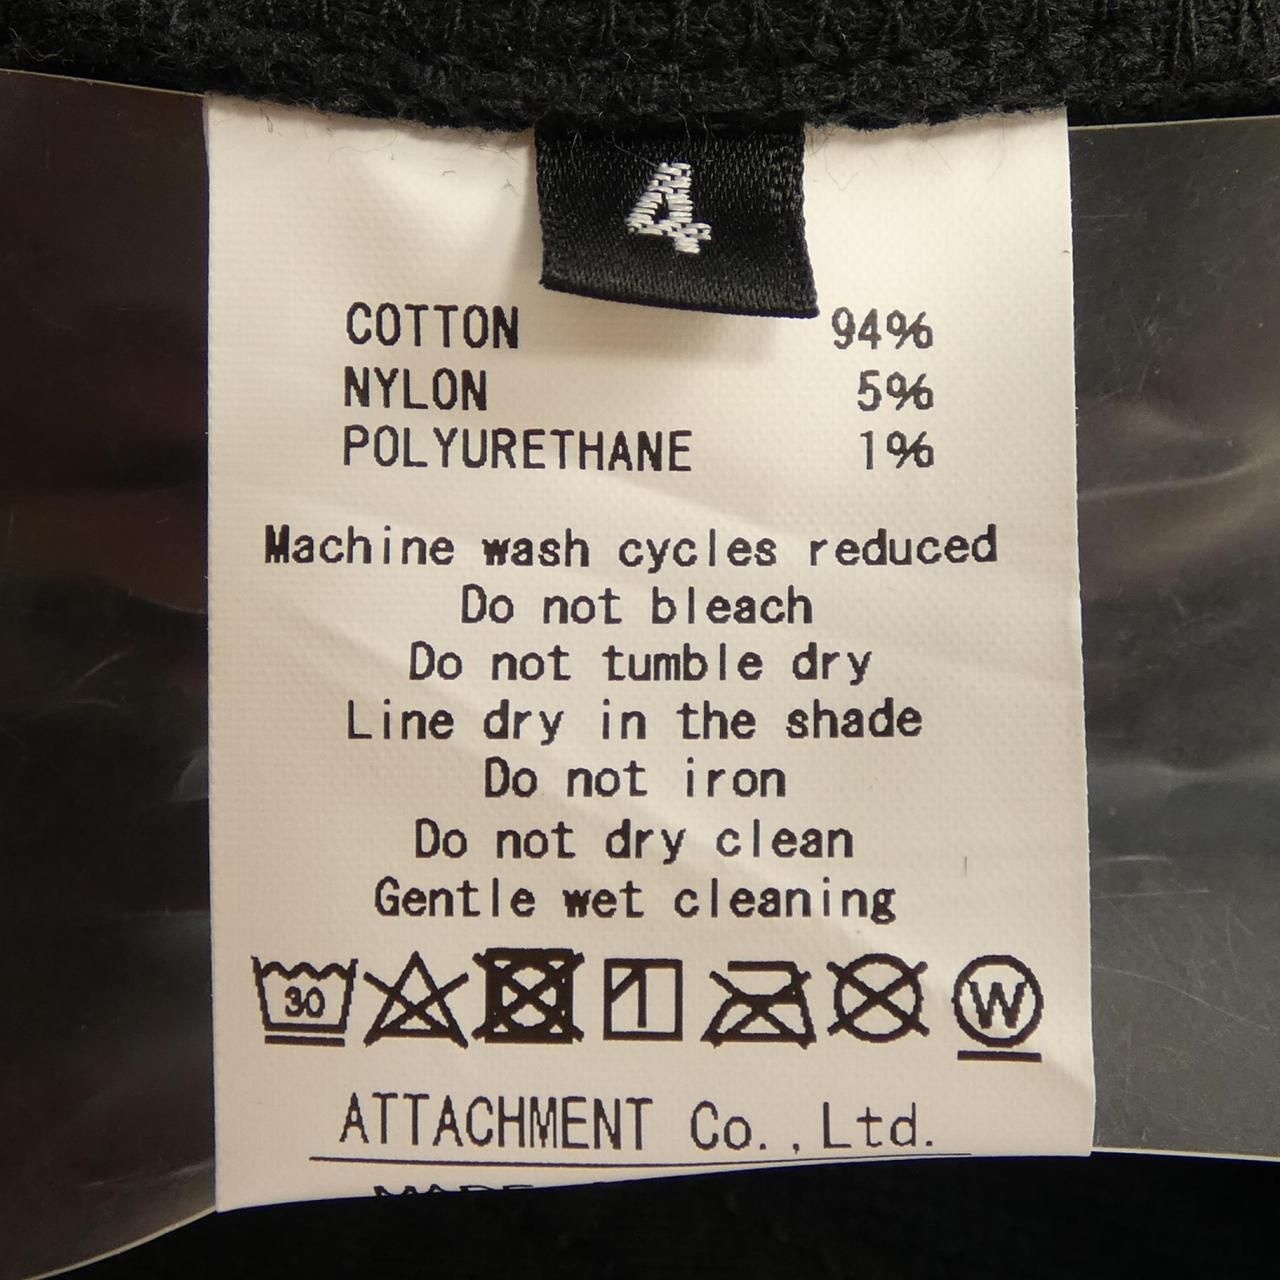 4
COTTON 94%
NYLON 5%
POLYURETHANE 1%
Machine wash cycles reduced
Do not bleach
Do not tumble dry
Line dry in the shade
Do not iron
Do not dry clean
Gentle wet cleaning
30 W
ATTACHMENT Co.,Ltd.